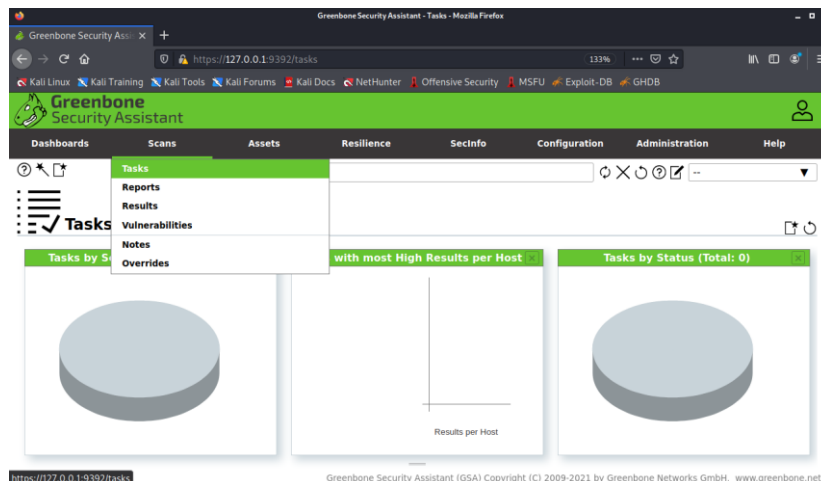 Greenbone Security Assistant - Tasks - Mozilla Firefox
Greenbone Security Assi
https://127.0.0.1:9392/tasks
133%
Kali Linux Kali Training Kali Tools Kali Forums Kali Docs NetHunter Offensive Security MSFU Exploit-DB GHDB
Greenbone
Security Assistant
Dashboards Scans Assets Resilience SecInfo Configuration Administration Help
Tasks
--
Reports
Results
Vulnerabilities
Notes
Overrides
Tasks
Tasks by S
with most High Results per Host
Tasks by Status (Total: 0)
Results per Host
https://127.0.0.1:9392/tasks
Greenbone Security Assistant (GSA) Copyright (C) 2009-2021 by Greenbone Networks GmbH, www.greenbone.net